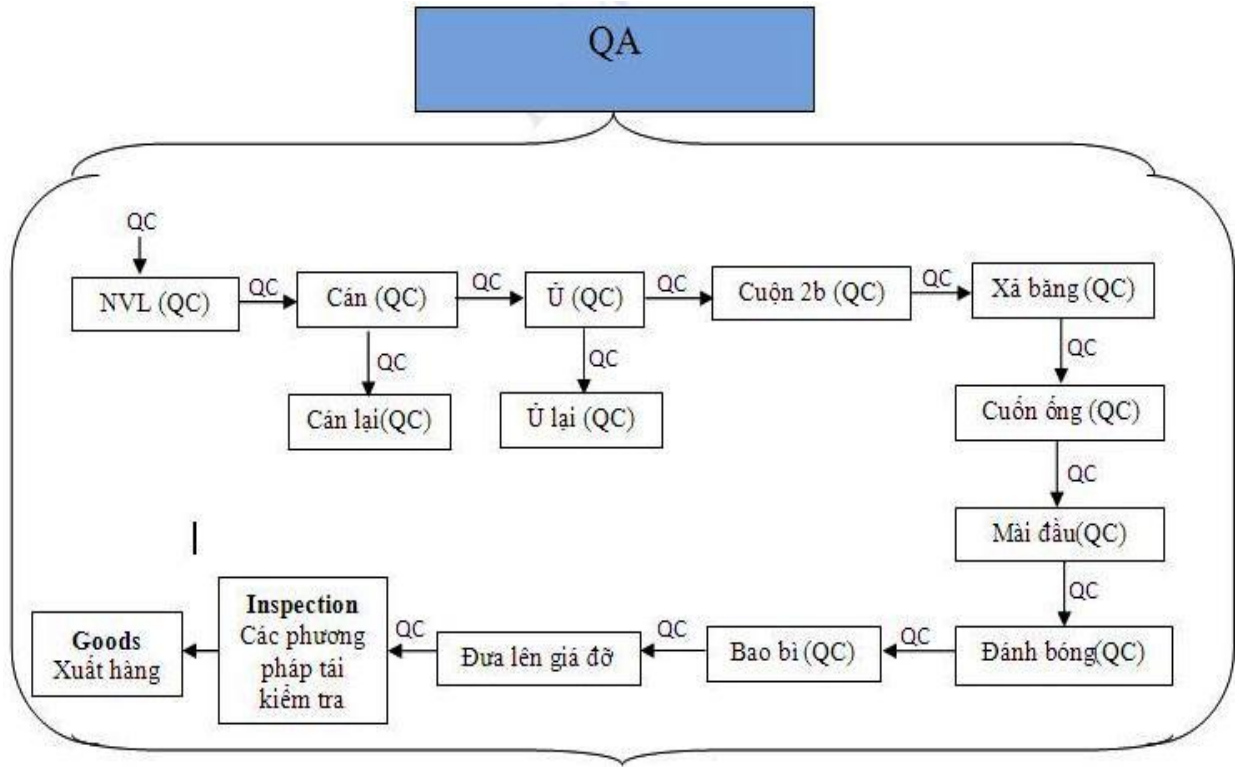 QA
QC
NVL (QC)
QC
Cán (QC)
QC
Ủ (QC)
QC
Cuộn 2b (QC)
QC
Xả băng (QC)
QC
QC
QC
Cán lại(QC)
Ủ lại (QC)
Cuốn ống (QC)
QC
Mài đầu(QC)
QC
Đánh bóng(QC)
QC
Bao bì (QC)
QC
Đưa lên giá đỡ
QC
Inspection
Các phương
pháp tái
kiểm tra
Goods
Xuất hàng